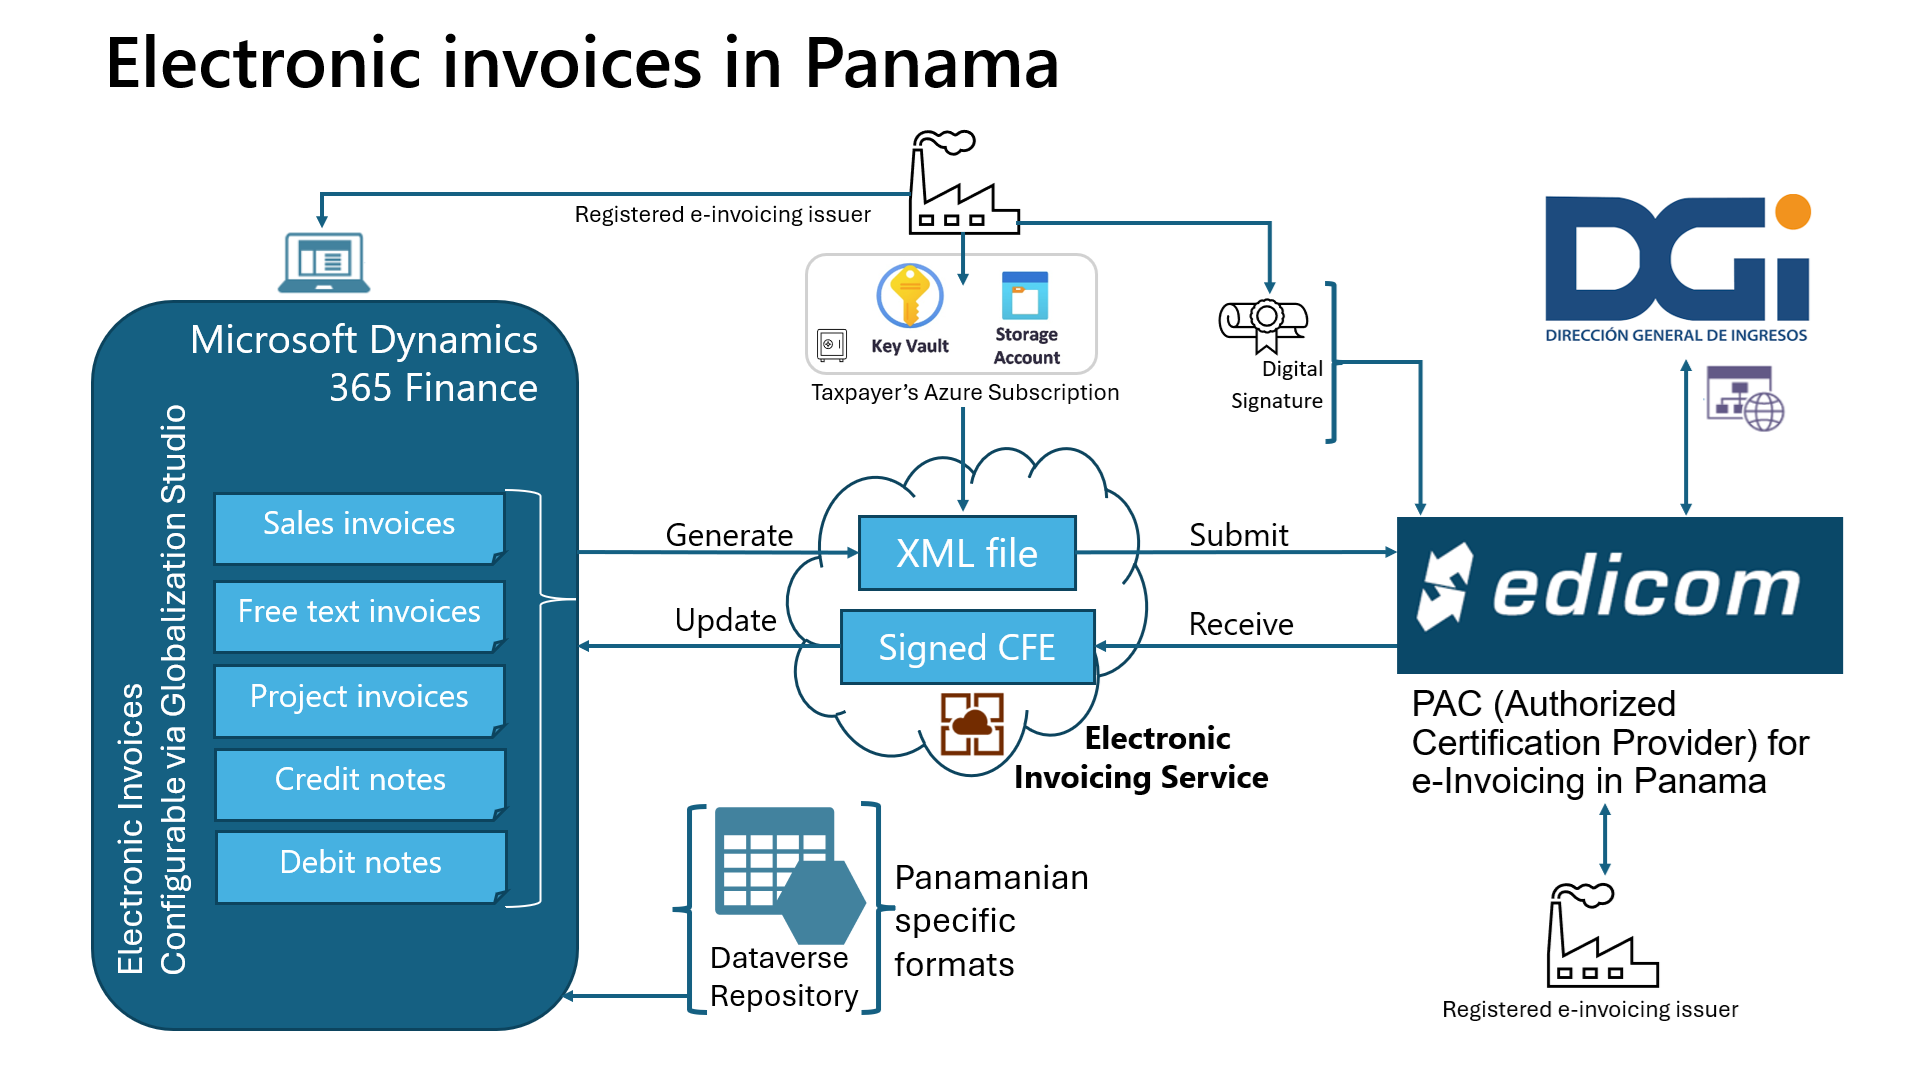 Electronic invoices in Panama
Registered e-invoicing issuer
Key Vault
Storage
Account
Taxpayer's Azure Subscription
Digital
Signature
DGi
DIRECCIÓN GENERAL DE INGRESOS
Microsoft Dynamics
365 Finance
Electronic Invoices
Configurable via Globalization Studio
Sales invoices
Free text invoices
Project invoices
Credit notes
Debit notes
Generate
XML file
Submit
Update
Signed CFE
Receive
Electronic
Invoicing Service
edicom
PAC (Authorized
Certification Provider) for
e-Invoicing in Panama
Dataverse
Repository
Panamanian
specific
formats
Registered e-invoicing issuer